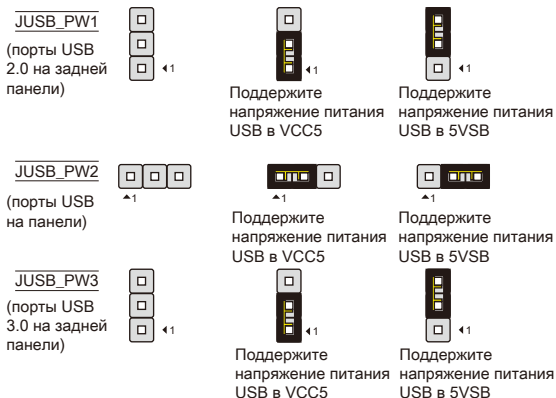 JUSB_PW1
(порты USB
2.0 на задней
панели)
◂1
◂1
◂1
Поддержите
напряжение питания
USB в VCC5
Поддержите
напряжение питания
USB в 5VSB
JUSB_PW2
(порты USB
на панели)
▴1
▴1
▴1
Поддержите
напряжение питания
USB в VCC5
Поддержите
напряжение питания
USB в 5VSB
JUSB_PW3
(порты USB
3.0 на задней
панели)
◂1
◂1
◂1
Поддержите
напряжение питания
USB в VCC5
Поддержите
напряжение питания
USB в 5VSB